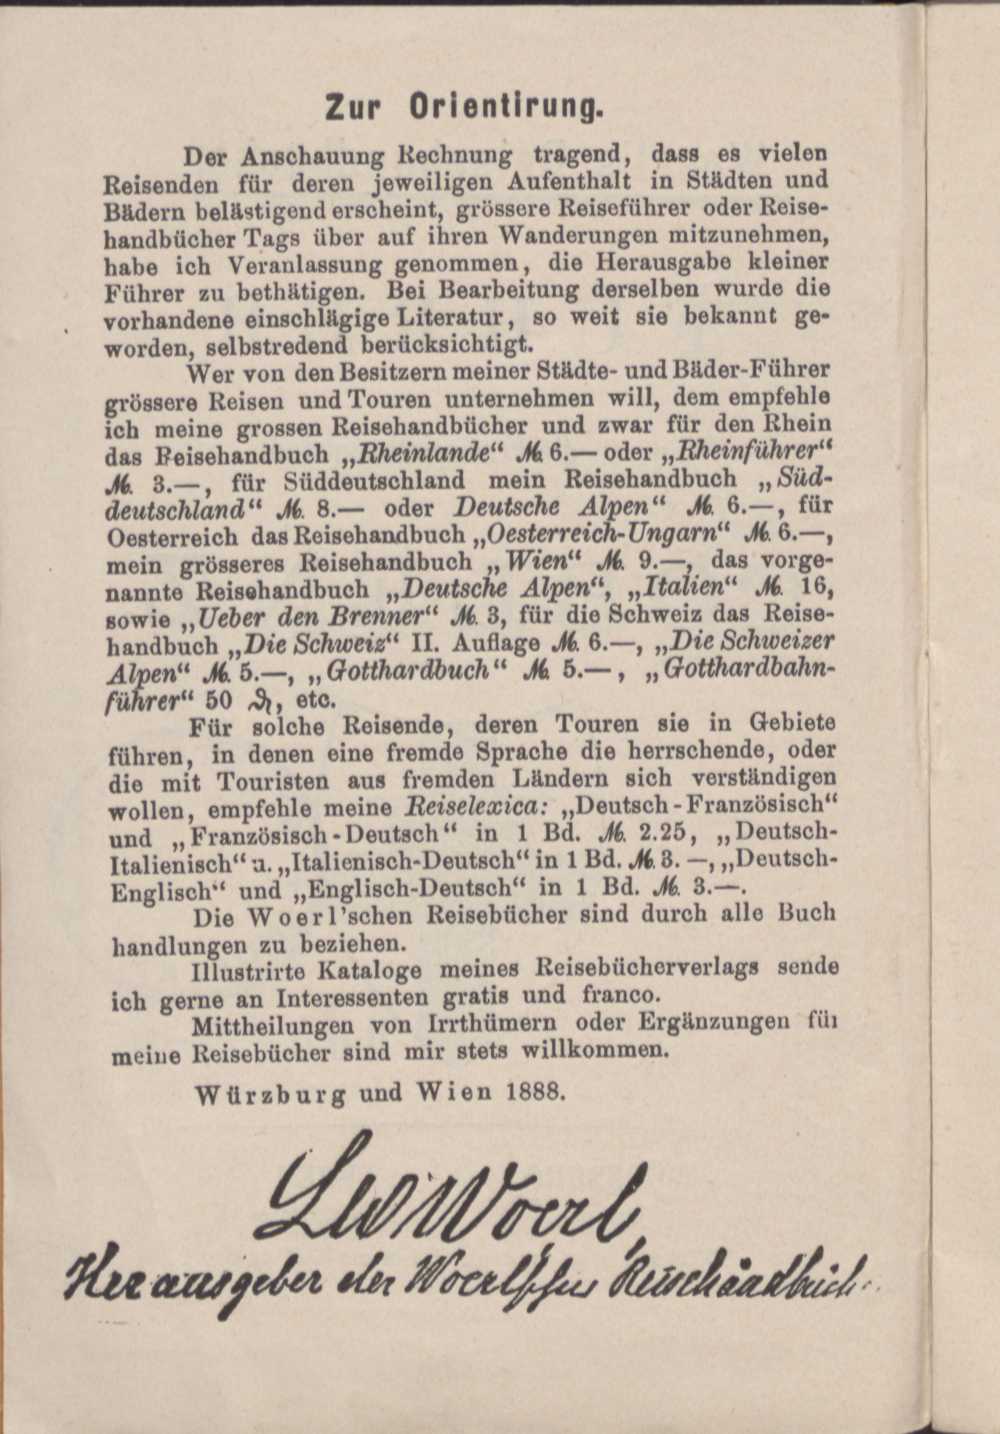 Zur Orientirung.
Der Anschauung Rechnung tragend, dass es vielen
Reisenden für deren jeweiligen Aufenthalt in Städten und
Bädern belästigend erscheint, grössere Reiseführer oder Reise-
handbücher Tags über auf ihren Wanderungen mitzunehmen,
habe ich Veranlassung genommen, die Herausgabe kleiner
Führer zu bethätigen. Bei Bearbeitung derselben wurde die
vorhandene einschlägige Literatur, so weit sie bekannt ge-
worden, selbstredend berücksichtigt.
Wer von den Besitzern meiner Städte- und Bäder-Führer
grössere Reisen und Touren unternehmen will, dem empfehle
ich meine grossen Reisehandbücher und zwar für den Rhein
das Reisehandbuch „Rheinlande“ ℳ. 6.— oder „Rheinführer“
ℳ. 3.—, für Süddeutschland mein Reisehandbuch „Süd-
deutschland“ ℳ. 8.— oder Deutsche Alpen“ ℳ. 6.—, für
Oesterreich das Reisehandbuch „Oesterreich-Ungarn“ ℳ. 6.—,
mein grösseres Reisehandbuch „Wien“ ℳ. 9.—, das vorge-
nannte Reisehandbuch „Deutsche Alpen“, „Italien“ ℳ. 16,
sowie „Ueber den Brenner“ ℳ. 3, für die Schweiz das Reise-
handbuch „Die Schweiz“ II. Auflage ℳ. 6.—, „Die Schweizer
Alpen“ ℳ. 5.—, „Gotthardbuch“ ℳ. 5.—, „Gotthardbahn-
führer“ 50 ₰, etc.
Für solche Reisende, deren Touren sie in Gebiete
führen, in denen eine fremde Sprache die herrschende, oder
die mit Touristen aus fremden Ländern sich verständigen
wollen, empfehle meine Reiselexica: „Deutsch-Französisch“
und „Französisch-Deutsch“ in 1 Bd. ℳ. 2.25, „Deutsch-
Italienisch“ u. „Italienisch-Deutsch“ in 1 Bd. ℳ. 3.—, „Deutsch-
Englisch“ und „Englisch-Deutsch“ in 1 Bd. ℳ. 3.—.
Die Woerl’schen Reisebücher sind durch alle Buch
handlungen zu beziehen.
Illustrirte Kataloge meines Reisebücherverlags sende
ich gerne an Interessenten gratis und franco.
Mittheilungen von Irrthümern oder Ergänzungen für
meine Reisebücher sind mir stets willkommen.
Würzburg und Wien 1888.
Leo Woerl,
Herausgeber der Woerl'schen Reisehandbüch